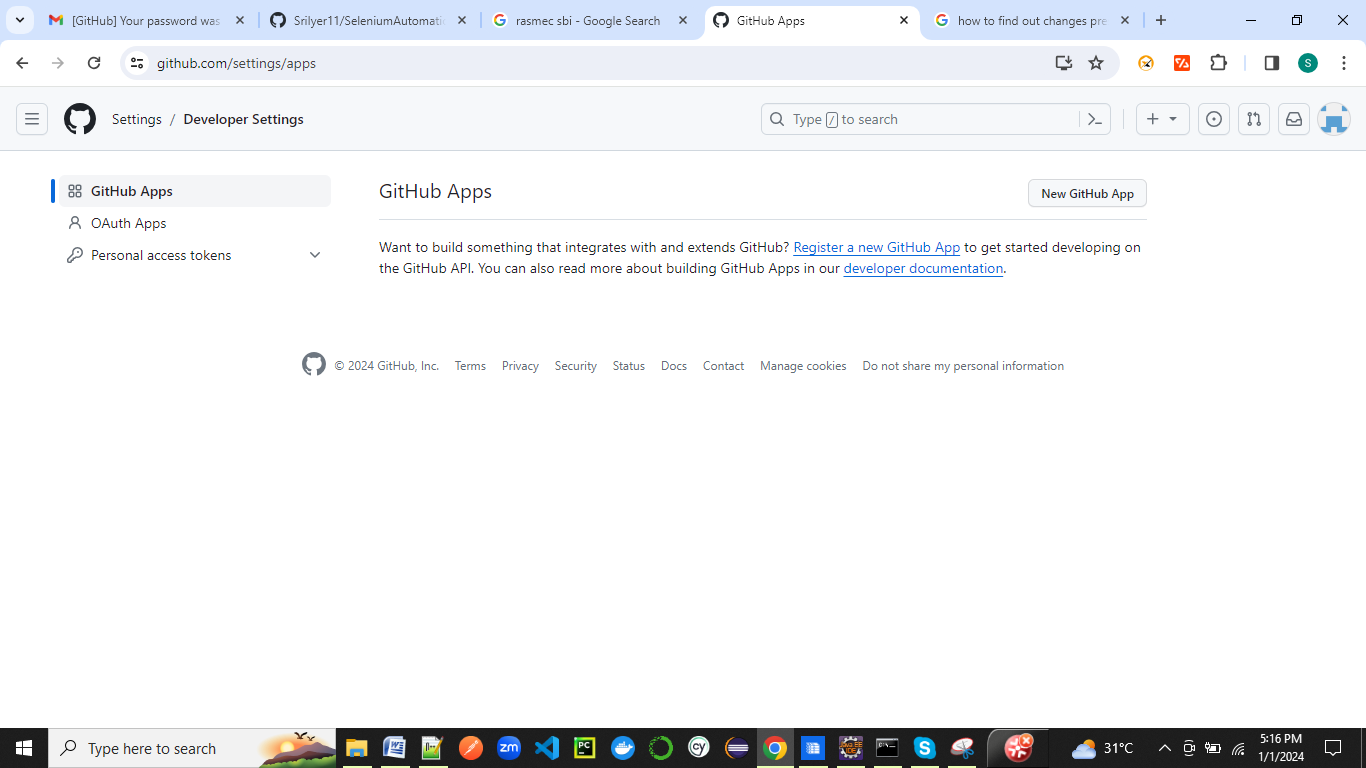 [GitHub] Your password was
SriIyer11/SeleniumAutomatic
rasmec sbi - Google Search
GitHub Apps
how to find out changes pre
github.com/settings/apps
S
Settings / Developer Settings
Type / to search
GitHub Apps
OAuth Apps
Personal access tokens
GitHub Apps
New GitHub App
Want to build something that integrates with and extends GitHub? Register a new GitHub App to get started developing on
the GitHub API. You can also read more about building GitHub Apps in our developer documentation.
© 2024 GitHub, Inc. Terms Privacy Security Status Docs Contact Manage cookies Do not share my personal information
Type here to search
zm
PC
cy
31°C
5:16 PM
1/1/2024